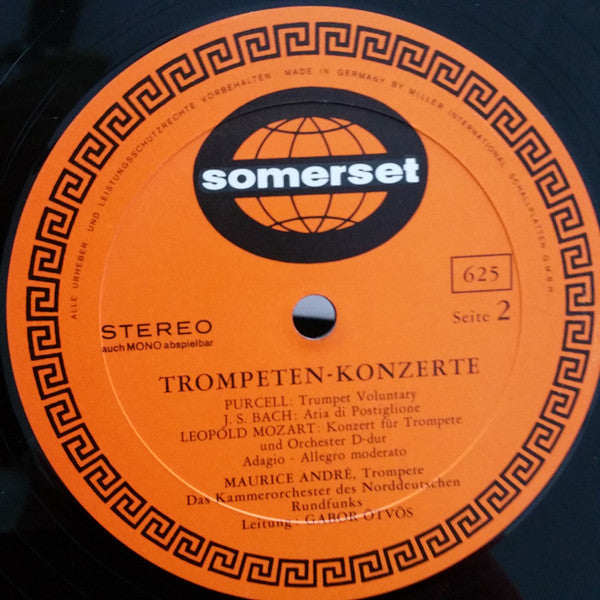 ALLE URHEBER- UND LEISTUNGSSCHUTZRECHTE VORBEHALTEN · MADE IN GERMANY BY MILLER INTERNATIONAL SCHALLPLATTEN GMBH
somerset
625
Seite 2
STEREO
auch MONO abspielbar
TROMPETEN-KONZERTE
PURCELL: Trumpet Voluntary
J. S. BACH: Aria di Postiglione
LEOPOLD MOZART: Konzert für Trompete
und Orchester D-dur
Adagio - Allegro moderato
MAURICE ANDRÉ, Trompete
Das Kammerorchester des Norddeutschen
Rundfunks
Leitung: GABOR ÖTVÖS